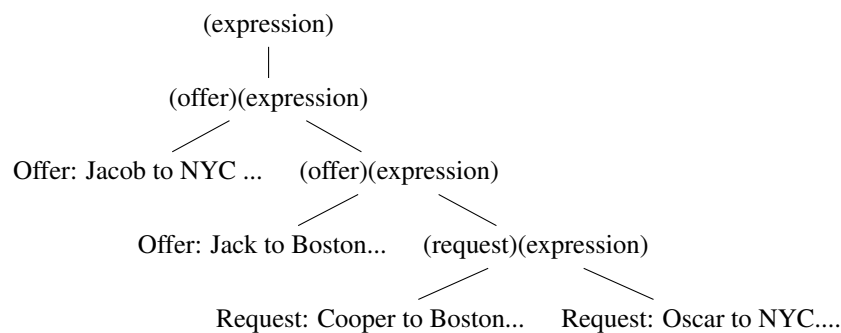 (expression)
(offer)(expression)
Offer: Jacob to NYC ... (offer)(expression)
Offer: Jack to Boston... (request)(expression)
Request: Cooper to Boston... Request: Oscar to NYC....